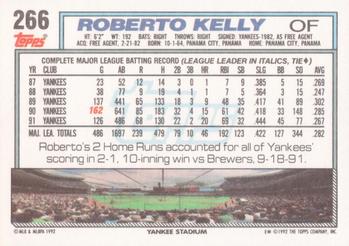 266
Topps
ROBERTO KELLY OF
HT 6'2" WT 192 BATS: RIGHT THROWS: RIGHT SIGNED: YANKEES-1982, AS FREE AGENT
ACQ: FREE AGENT, 2-21-82 BORN: 10-1-64, PANAMA CITY, PANAMA HOME: PANAMA CITY, PANAMA
COMPLETE MAJOR LEAGUE BATTING RECORD (LEAGUE LEADER IN ITALICS, TIE♦)
YR CLUB G AB R H 2B 3B HR RBI SB SLG BB SO AVG
87 YANKEES 23 52 12 14 3 0 1 7 9 .385 5 15 .269
88 YANKEES 38 77 9 19 4 1 1 7 5 .364 3 15 .247
89 YANKEES 137 441 65 133 18 3 9 48 35 .417 41 89 .302
90 YANKEES 162 641 85 183 32 4 15 61 42 .418 33 148 .285
91 YANKEES 126 486 68 130 22 2 20 69 32 .444 45 77 .267
MAJ. LEA. TOTALS 486 1697 239 479 79 10 46 192 123 .421 127 344 .282
Roberto's 2 Home Runs accounted for all of Yankees'
scoring in 2-1, 10-inning win vs Brewers, 9-18-91.
©MLB & MLBPA 1992 YANKEE STADIUM ©1992 THE TOPPS COMPANY, INC.